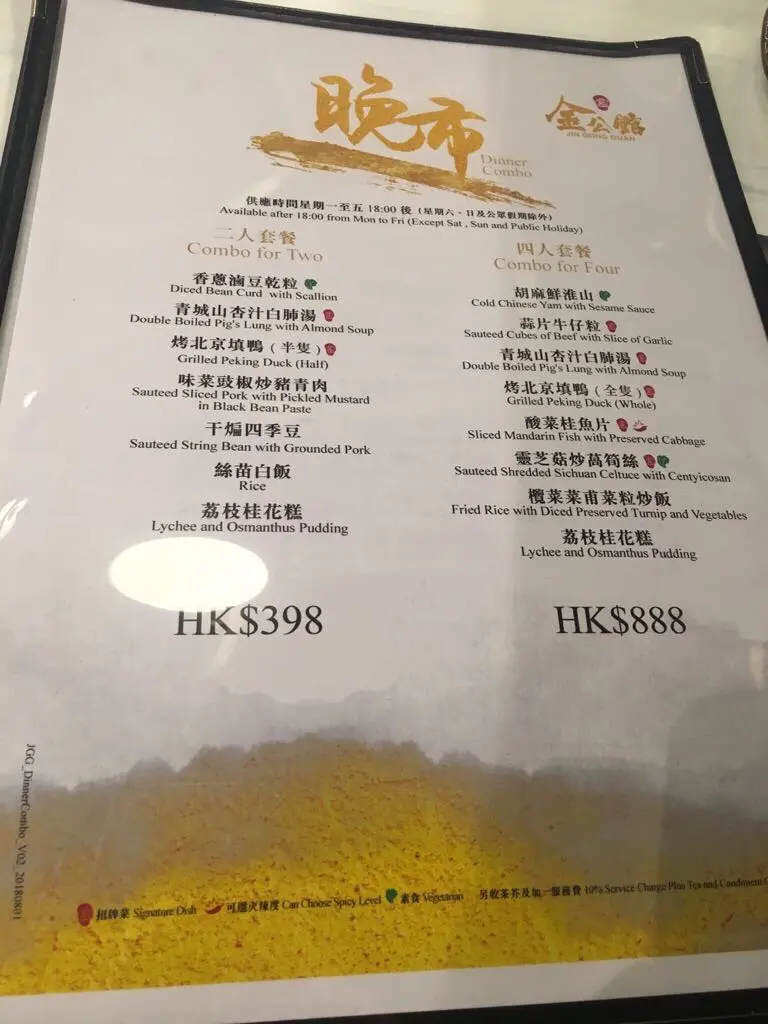 晚市
Dinner
Combo
金公館
JIN GONG GUAN
供應時間星期一至五 18:00 後 (星期六、日及公眾假期除外)
Available after 18:00 from Mon to Fri (Except Sat , Sun and Public Holiday)
二人套餐
Combo for Two
香蔥滷豆乾粒
Diced Bean Curd with Scallion
青城山杏汁白肺湯
Double Boiled Pig's Lung with Almond Soup
烤北京填鴨 (半隻)
Grilled Peking Duck (Half)
味菜豉椒炒豬青肉
Sauteed Sliced Pork with Pickled Mustard
in Black Bean Paste
干煸四季豆
Sauteed String Bean with Grounded Pork
絲苗白飯
Rice
荔枝桂花糕
Lychee and Osmanthus Pudding
HK$398
四人套餐
Combo for Four
胡麻鮮淮山
Cold Chinese Yam with Sesame Sauce
蒜片牛仔粒
Sauteed Cubes of Beef with Slice of Garlic
青城山杏汁白肺湯
Double Boiled Pig's Lung with Almond Soup
烤北京填鴨 (全隻)
Grilled Peking Duck (Whole)
酸菜桂魚片
Sliced Mandarin Fish with Preserved Cabbage
靈芝菇炒萵筍絲
Sauteed Shredded Sichuan Celtuce with Centyicosan
欖菜菜甫菜粒炒飯
Fried Rice with Diced Preserved Turnip and Vegetables
荔枝桂花糕
Lychee and Osmanthus Pudding
HK$888
JGG_DinnerCombo_V02_20180801
招牌菜 Signature Dish 可選火辣度 Can Choose Spicy Level 素食 Vegetarian 另收茶芥及加一服務費 10% Service Charge Plus Tea and Condiment